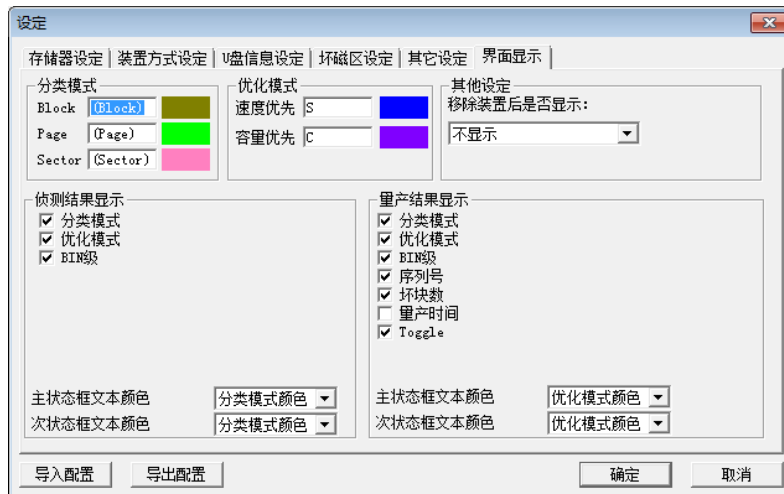 设定
存储器设定 装置方式设定 U盘信息设定 坏磁区设定 其它设定 界面显示
分类模式
Block (Block)
Page (Page)
Sector (Sector)
优化模式
速度优先 S
容量优先 C
其他设定
移除装置后是否显示:
不显示
侦测结果显示
分类模式
优化模式
BIN级
主状态框文本颜色 分类模式颜色
次状态框文本颜色 分类模式颜色
量产结果显示
分类模式
优化模式
BIN级
序列号
坏块数
量产时间
Toggle
主状态框文本颜色 优化模式颜色
次状态框文本颜色 优化模式颜色
导入配置 导出配置 确定 取消